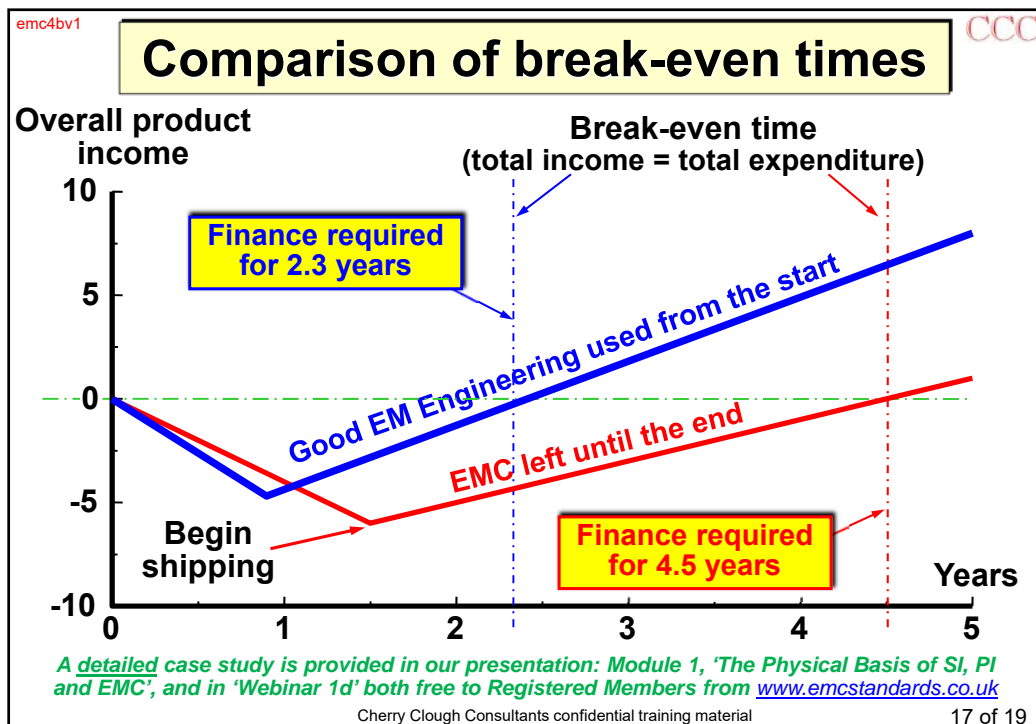 emc4bv1
CCC
Comparison of break-even times
Overall product
income
Break-even time
(total income = total expenditure)
10
5
0
-5
-10
Finance required
for 2.3 years
Good EM Engineering used from the start
EMC left until the end
Begin
shipping
Finance required
for 4.5 years
Years
0
1
2
3
4
5
A detailed case study is provided in our presentation: Module 1, ‘The Physical Basis of SI, PI
and EMC’, and in ‘Webinar 1d’ both free to Registered Members from www.emcstandards.co.uk
Cherry Clough Consultants confidential training material
17 of 19